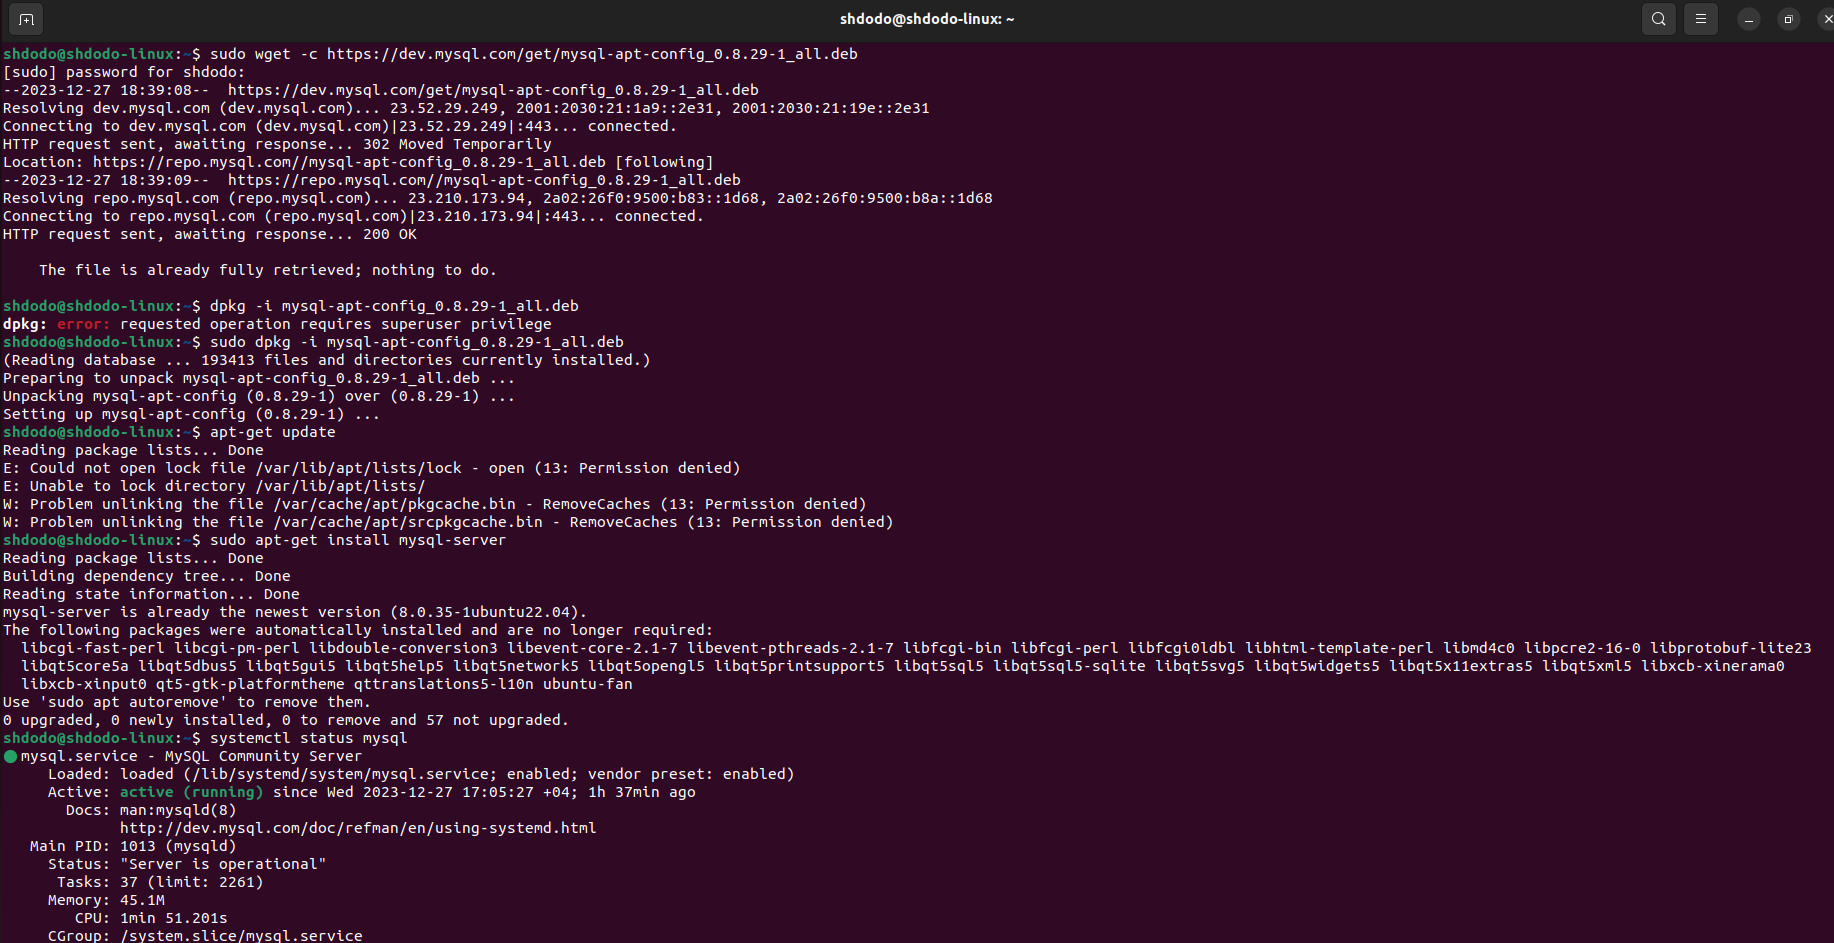 shdodo@shdodo-linux: ~
shdodo@shdodo-linux:~$ sudo wget -c https://dev.mysql.com/get/mysql-apt-config_0.8.29-1_all.deb
[sudo] password for shdodo:
--2023-12-27 18:39:08--  https://dev.mysql.com/get/mysql-apt-config_0.8.29-1_all.deb
Resolving dev.mysql.com (dev.mysql.com)... 23.52.29.249, 2001:2030:21:1a9::2e31, 2001:2030:21:19e::2e31
Connecting to dev.mysql.com (dev.mysql.com)|23.52.29.249|:443... connected.
HTTP request sent, awaiting response... 302 Moved Temporarily
Location: https://repo.mysql.com//mysql-apt-config_0.8.29-1_all.deb [following]
--2023-12-27 18:39:09--  https://repo.mysql.com//mysql-apt-config_0.8.29-1_all.deb
Resolving repo.mysql.com (repo.mysql.com)... 23.210.173.94, 2a02:26f0:9500:b83::1d68, 2a02:26f0:9500:b8a::1d68
Connecting to repo.mysql.com (repo.mysql.com)|23.210.173.94|:443... connected.
HTTP request sent, awaiting response... 200 OK
    The file is already fully retrieved; nothing to do.
shdodo@shdodo-linux:~$ dpkg -i mysql-apt-config_0.8.29-1_all.deb
dpkg: error: requested operation requires superuser privilege
shdodo@shdodo-linux:~$ sudo dpkg -i mysql-apt-config_0.8.29-1_all.deb
(Reading database ... 193413 files and directories currently installed.)
Preparing to unpack mysql-apt-config_0.8.29-1_all.deb ...
Unpacking mysql-apt-config (0.8.29-1) over (0.8.29-1) ...
Setting up mysql-apt-config (0.8.29-1) ...
shdodo@shdodo-linux:~$ apt-get update
Reading package lists... Done
E: Could not open lock file /var/lib/apt/lists/lock - open (13: Permission denied)
E: Unable to lock directory /var/lib/apt/lists/
W: Problem unlinking the file /var/cache/apt/pkgcache.bin - RemoveCaches (13: Permission denied)
W: Problem unlinking the file /var/cache/apt/srcpkgcache.bin - RemoveCaches (13: Permission denied)
shdodo@shdodo-linux:~$ sudo apt-get install mysql-server
Reading package lists... Done
Building dependency tree... Done
Reading state information... Done
mysql-server is already the newest version (8.0.35-1ubuntu22.04).
The following packages were automatically installed and are no longer required:
  libcgi-fast-perl libcgi-pm-perl libdouble-conversion3 libevent-core-2.1-7 libevent-pthreads-2.1-7 libfcgi-bin libfcgi-perl libfcgi0ldbl libhtml-template-perl libmd4c0 libpcre2-16-0 libprotobuf-lite23
  libqt5core5a libqt5dbus5 libqt5gui5 libqt5help5 libqt5network5 libqt5opengl5 libqt5printsupport5 libqt5sql5 libqt5sql5-sqlite libqt5svg5 libqt5widgets5 libqt5x11extras5 libqt5xml5 libxcb-xinerama0
  libxcb-xinput0 qt5-gtk-platformtheme qttranslations5-l10n ubuntu-fan
Use 'sudo apt autoremove' to remove them.
0 upgraded, 0 newly installed, 0 to remove and 57 not upgraded.
shdodo@shdodo-linux:~$ systemctl status mysql
● mysql.service - MySQL Community Server
     Loaded: loaded (/lib/systemd/system/mysql.service; enabled; vendor preset: enabled)
     Active: active (running) since Wed 2023-12-27 17:05:27 +04; 1h 37min ago
       Docs: man:mysqld(8)
             http://dev.mysql.com/doc/refman/en/using-systemd.html
   Main PID: 1013 (mysqld)
     Status: "Server is operational"
      Tasks: 37 (limit: 2261)
     Memory: 45.1M
        CPU: 1min 51.201s
     CGroup: /system.slice/mysql.service